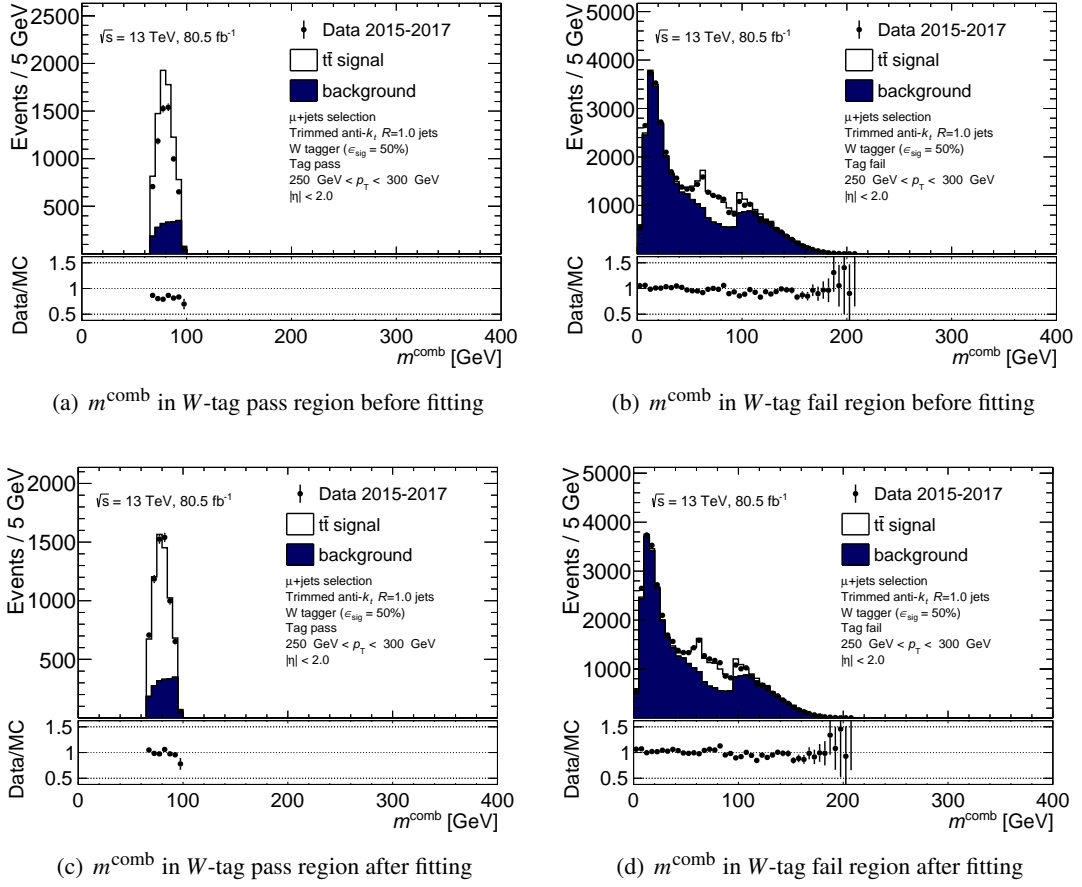 Events / 5 GeV
2500
2000
1500
1000
500
√s = 13 TeV, 80.5 fb⁻¹
Data 2015-2017
tt̄ signal
background
μ+jets selection
Trimmed anti-kₜ R=1.0 jets
W tagger (ϵsig = 50%)
Tag pass
250 GeV < pT < 300 GeV
|η| < 2.0
Data/MC
1.5
1
0.5
0 100 200 300 400
mcomb [GeV]
(a) mcomb in W-tag pass region before fitting
Events / 5 GeV
5000
4000
3000
2000
1000
√s = 13 TeV, 80.5 fb⁻¹
Data 2015-2017
tt̄ signal
background
μ+jets selection
Trimmed anti-kₜ R=1.0 jets
W tagger (ϵsig = 50%)
Tag fail
250 GeV < pT < 300 GeV
|η| < 2.0
Data/MC
1.5
1
0.5
0 100 200 300 400
mcomb [GeV]
(b) mcomb in W-tag fail region before fitting
Events / 5 GeV
2000
1500
1000
500
√s = 13 TeV, 80.5 fb⁻¹
Data 2015-2017
tt̄ signal
background
μ+jets selection
Trimmed anti-kₜ R=1.0 jets
W tagger (ϵsig = 50%)
Tag pass
250 GeV < pT < 300 GeV
|η| < 2.0
Data/MC
1.5
1
0.5
0 100 200 300 400
mcomb [GeV]
(c) mcomb in W-tag pass region after fitting
Events / 5 GeV
5000
4000
3000
2000
1000
√s = 13 TeV, 80.5 fb⁻¹
Data 2015-2017
tt̄ signal
background
μ+jets selection
Trimmed anti-kₜ R=1.0 jets
W tagger (ϵsig = 50%)
Tag fail
250 GeV < pT < 300 GeV
|η| < 2.0
Data/MC
1.5
1
0.5
0 100 200 300 400
mcomb [GeV]
(d) mcomb in W-tag fail region after fitting